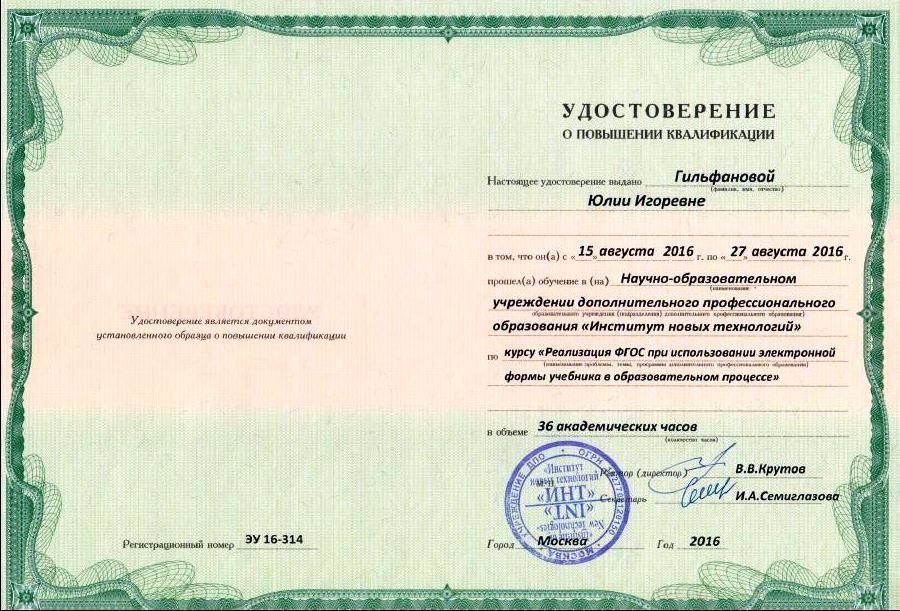 Удостоверение является документом
установленного образца о повышении квалификации
Регистрационный номер ЭУ 16-314
УДОСТОВЕРЕНИЕ
О ПОВЫШЕНИИ КВАЛИФИКАЦИИ
Настоящее удостоверение выдано Гильфановой
(фамилия, имя, отчество)
Юлии Игоревне
в том, что он(а) с «15 августа 2016 г. по «27 августа 2016 г.
прошел(а) обучение в (на) Научно-образовательном
(наименование
учреждении дополнительного профессионального
образовательного учреждения (подразделения) дополнительного профессионального образования)
образования «Институт новых технологий»
по курсу «Реализация ФГОС при использовании электронной
(наименование проблемы, темы, программы дополнительного профессионального образования)
формы учебника в образовательном процессе»
в объеме 36 академических часов
(количество часов)
Ректор (директор) В.В.Крутов
Секретарь И.А.Семиглазова
Город Москва Год 2016
УЧРЕЖДЕНИЕ ДПО • ОГРН
«Институт
новых технологий
«ИНТ»
"INT"
New Technologies»
МОСКВА
М.П.